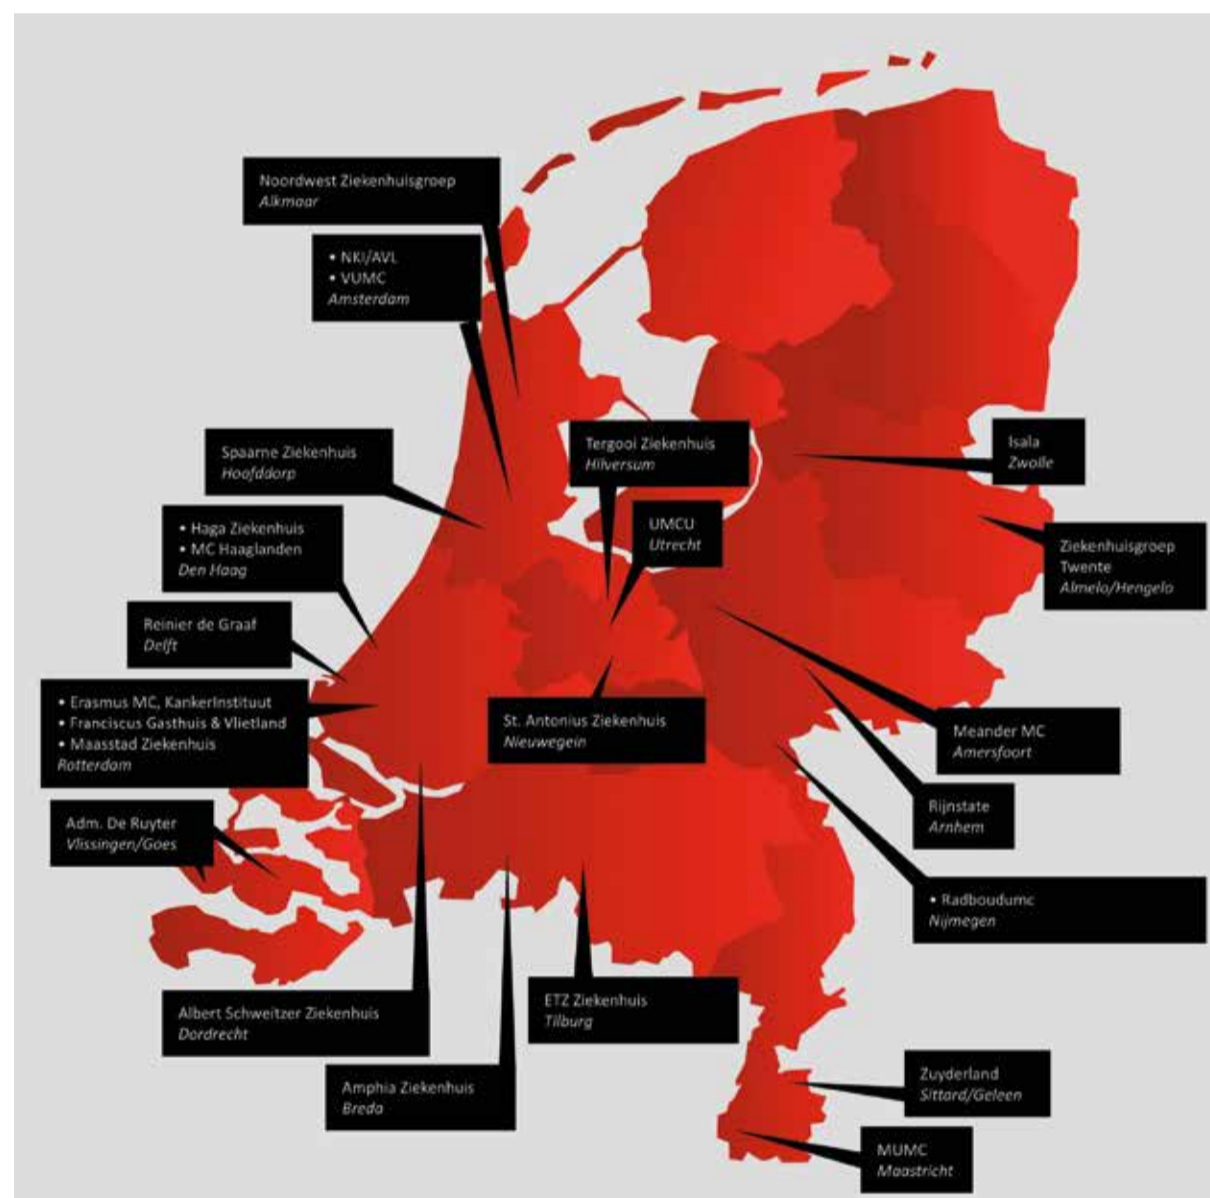 Noordwest Ziekenhuisgroep
Alkmaar
• NKI/AVL
• VUMC
Amsterdam
Spaarne Ziekenhuis
Hoofddorp
Tergooi Ziekenhuis
Hilversum
Isala
Zwolle
• Haga Ziekenhuis
• MC Haaglanden
Den Haag
UMCU
Utrecht
Ziekenhuisgroep
Twente
Almelo/Hengelo
Reinier de Graaf
Delft
• Erasmus MC, KankerInstituut
• Franciscus Gasthuis & Vlietland
• Maasstad Ziekenhuis
Rotterdam
St. Antonius Ziekenhuis
Nieuwegein
Meander MC
Amersfoort
Adm. De Ruyter
Vlissingen/Goes
Rijnstate
Arnhem
• Radboudumc
Nijmegen
Albert Schweitzer Ziekenhuis
Dordrecht
ETZ Ziekenhuis
Tilburg
Amphia Ziekenhuis
Breda
Zuyderland
Sittard/Geleen
MUMC
Maastricht